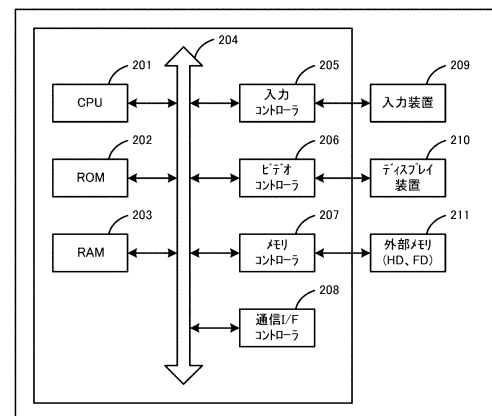 204
201
CPU
205
入力
コントローラ
209
入力装置
202
ROM
206
ビデオ
コントローラ
210
ディスプレイ
装置
203
RAM
207
メモリ
コントローラ
211
外部メモリ
(HD、FD)
208
通信I/F
コントローラ